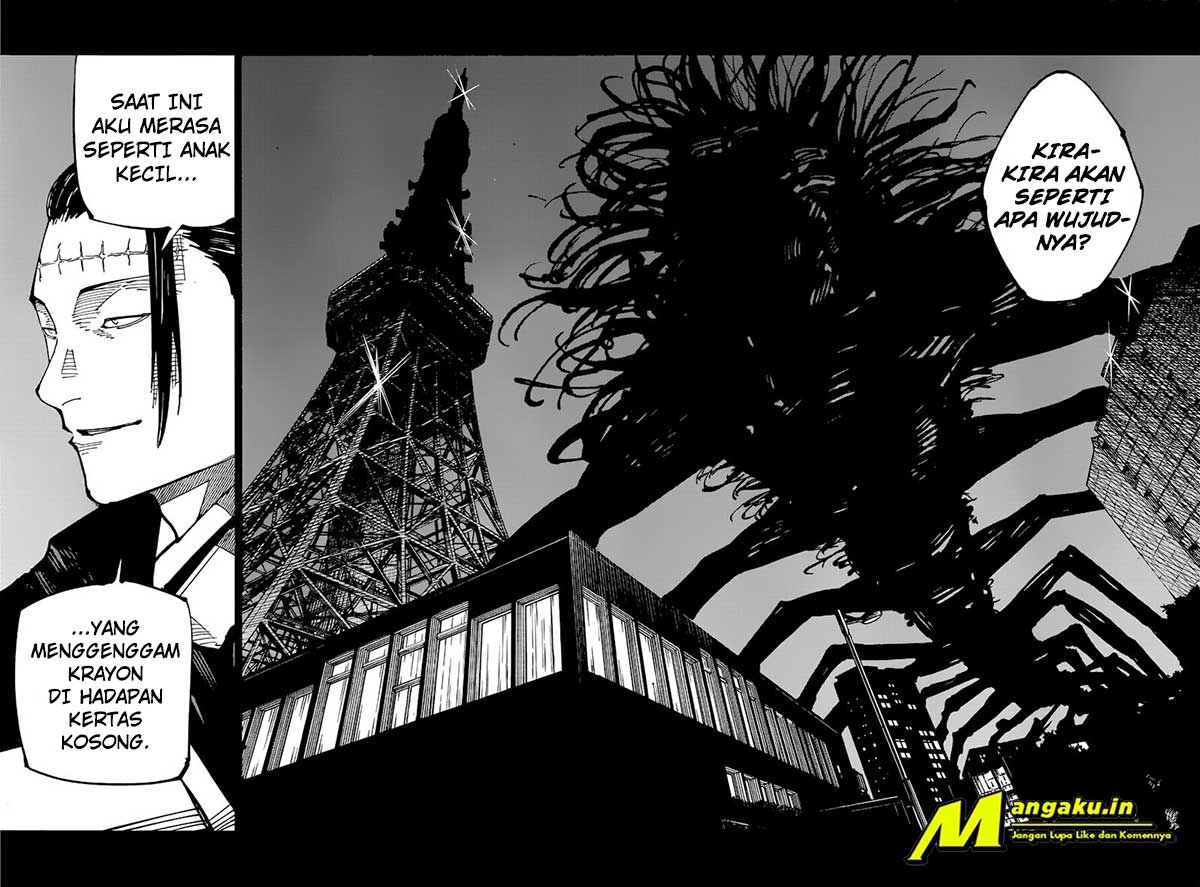 KIRA-
KIRA AKAN
SEPERTI
APA WUJUD-
NYA?
SAAT INI
AKU MERASA
SEPERTI ANAK
KECIL...
...YANG
MENGGENGGAM
KRAYON
DI HADAPAN
KERTAS
KOSONG.
Mangaku.in
Jangan Lupa Like dan Komennya